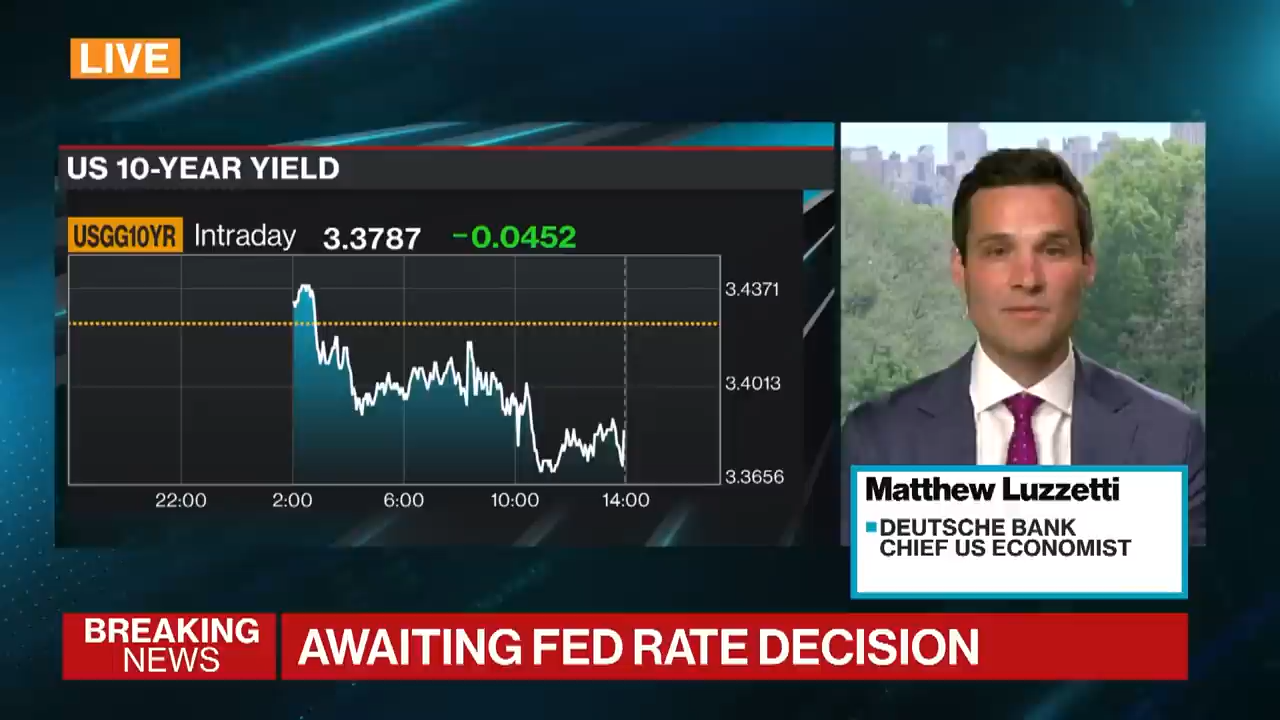 LIVE
US 10-YEAR YIELD
USGG10YR Intraday 3.3787 -0.0452
3.4371
3.4013
3.3656
22:00 2:00 6:00 10:00 14:00
Matthew Luzzetti
DEUTSCHE BANK
CHIEF US ECONOMIST
BREAKING
NEWS
AWAITING FED RATE DECISION